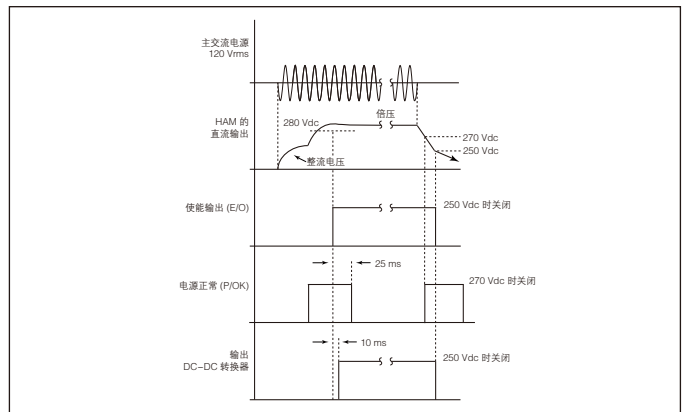 主交流电源
120 Vrms
HAM 的
直流输出
280 Vdc
倍压
270 Vdc
250 Vdc
整流电压
使能输出 (E/O)
250 Vdc 时关闭
25 ms
电源正常 (P/OK)
270 Vdc 时关闭
10 ms
输出
DC–DC 转换器
250 Vdc 时关闭